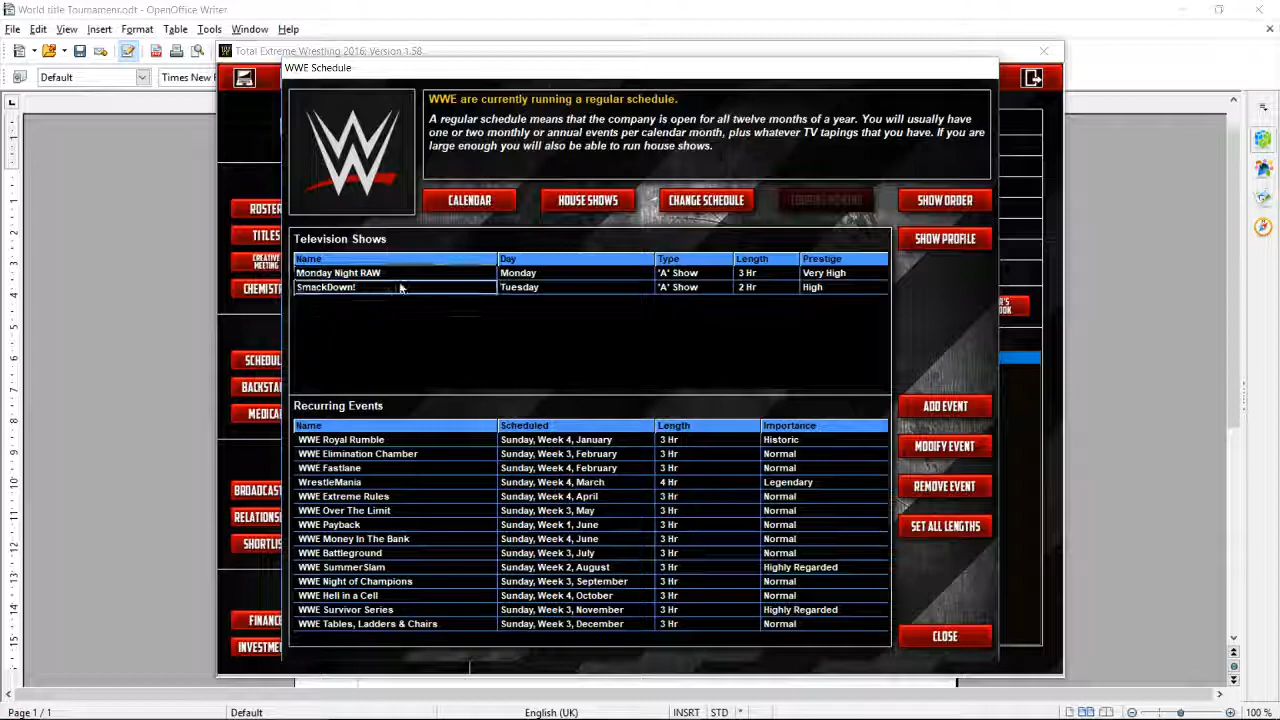 World title Tournament.odt - OpenOffice Writer
File Edit View Insert Format Table Tools Window Help
Total Extreme Wrestling 2016: Version 1.58
WWE Schedule
Default
Times New
WWE are currently running a regular schedule.
A regular schedule means that the company is open for all twelve months of a year. You will usually have
one or two monthly or annual events per calendar month, plus whatever TV tapings that you have. If you are
large enough you will also be able to run house shows.
CALENDAR HOUSE SHOWS CHANGE SCHEDULE SHOW ORDER
SHOW PROFILE
ROSTER
TITLES
CREATIVE
MEETING
CHEMIST
SCHEDUL
BACKSTA
MEDICA
BROADCAS
RELATIONS
SHORTLIS
FINANC
INVESTME
Television Shows
Name Day Type Length Prestige
Monday Night RAW Monday 'A' Show 3 Hr Very High
SmackDown! Tuesday 'A' Show 2 Hr High
Recurring Events
Name Scheduled Length Importance
WWE Royal Rumble Sunday, Week 4, January 3 Hr Historic
WWE Elimination Chamber Sunday, Week 3, February 3 Hr Normal
WWE Fastlane Sunday, Week 4, February 3 Hr Normal
WrestleMania Sunday, Week 4, March 4 Hr Legendary
WWE Extreme Rules Sunday, Week 4, April 3 Hr Normal
WWE Over The Limit Sunday, Week 3, May 3 Hr Normal
WWE Payback Sunday, Week 1, June 3 Hr Normal
WWE Money In The Bank Sunday, Week 4, June 3 Hr Normal
WWE Battleground Sunday, Week 3, July 3 Hr Normal
WWE SummerSlam Sunday, Week 2, August 3 Hr Highly Regarded
WWE Night of Champions Sunday, Week 3, September 3 Hr Normal
WWE Hell in a Cell Sunday, Week 4, October 3 Hr Normal
WWE Survivor Series Sunday, Week 3, November 3 Hr Highly Regarded
WWE Tables, Ladders & Chairs Sunday, Week 3, December 3 Hr Normal
ADD EVENT
MODIFY EVENT
REMOVE EVENT
SET ALL LENGTHS
CLOSE
Page 1 / 1 Default English (UK) INSRT STD * 100 %